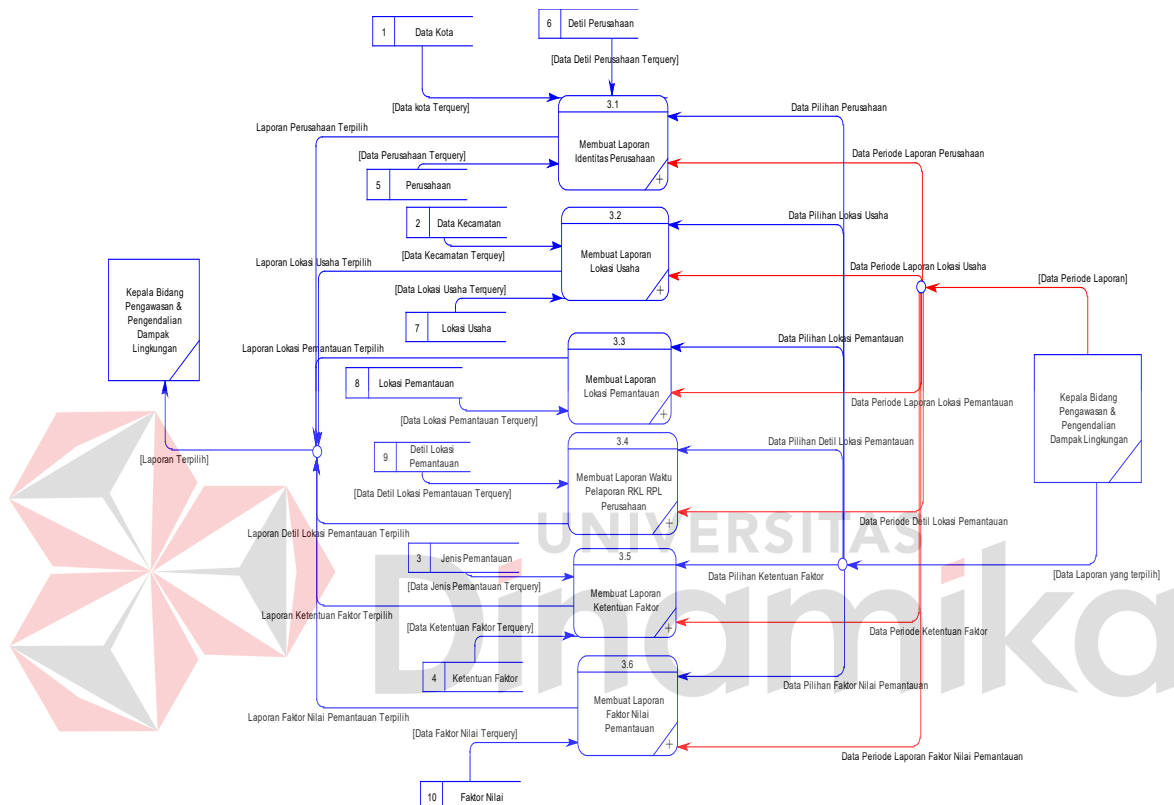 6
Detil Perusahaan
1
Data Kota
[Data Detil Perusahaan Terquery]
[Data kota Terquery]
3.1
Membuat Laporan
Identitas Perusahaan
+
Data Pilihan Perusahaan
Laporan Perusahaan Terpilih
[Data Perusahaan Terquery]
Data Periode Laporan Perusahaan
5
Perusahaan
2
Data Kecamatan
3.2
Membuat Laporan
Lokasi Usaha
+
Data Pilihan Lokasi Usaha
[Data Kecamatan Terquey]
Laporan Lokasi Usaha Terpilih
Data Periode Laporan Lokasi Usaha
[Data Periode Laporan]
Kepala Bidang
Pengawasan &
Pengendalian
Dampak
Lingkungan
[Data Lokasi Usaha Terquery]
7
Lokasi Usaha
3.3
Membuat Laporan
Lokasi Pemantauan
+
Data Pilihan Lokasi Pemantauan
Laporan Lokasi Pemantauan Terpilih
8
Lokasi Pemantauan
Data Periode Laporan Lokasi Pemantauan
Kepala Bidang
Pengawasan &
Pengendalian
Dampak Lingkungan
[Data Lokasi Pemantauan Terquery]
3.4
Membuat Laporan Waktu
Pelaporan RKL RPL
Perusahaan
+
Data Pilihan Detil Lokasi Pemantauan
[Laporan Terpilih]
9
Detil Lokasi
Pemantauan
[Data Detil Lokasi Pemantauan Terquery]
Data Periode Detil Lokasi Pemantauan
Laporan Detil Lokasi Pemantauan Terpilih
UNIVERSITAS
Dinamika
3
Jenis Pemantauan
3.5
Membuat Laporan
Ketentuan Faktor
+
Data Pilihan Ketentuan Faktor
[Data Laporan yang terpilih]
[Data Jenis Pemantauan Terquery]
Laporan Ketentuan Faktor Terpilih
[Data Ketentuan Faktor Terquery]
Data Periode Ketentuan Faktor
4
Ketentuan Faktor
3.6
Membuat Laporan
Faktor Nilai
Pemantauan
+
Data Pilihan Faktor Nilai Pemantauan
Laporan Faktor Nilai Pemantauan Terpilih
[Data Faktor Nilai Terquery]
Data Periode Laporan Faktor Nilai Pemantauan
10
Faktor Nilai